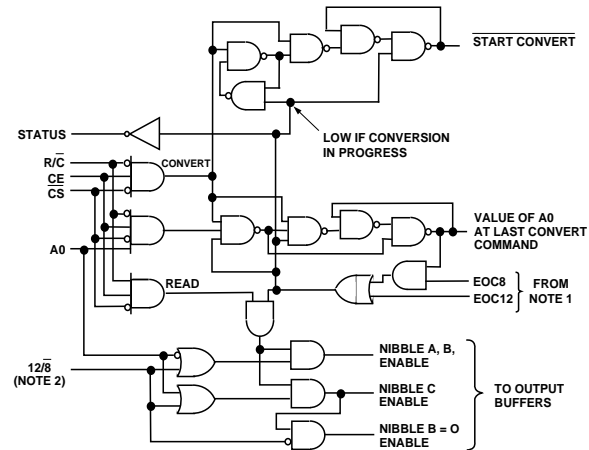 START CONVERT
STATUS
LOW IF CONVERSION
IN PROGRESS
R/C̅
CONVERT
CE
C̅S̅
A0
VALUE OF A0
AT LAST CONVERT
COMMAND
READ
EOC8
EOC12
FROM
NOTE 1
12/8̅
(NOTE 2)
NIBBLE A, B,
ENABLE
NIBBLE C
ENABLE
NIBBLE B = O
ENABLE
TO OUTPUT
BUFFERS